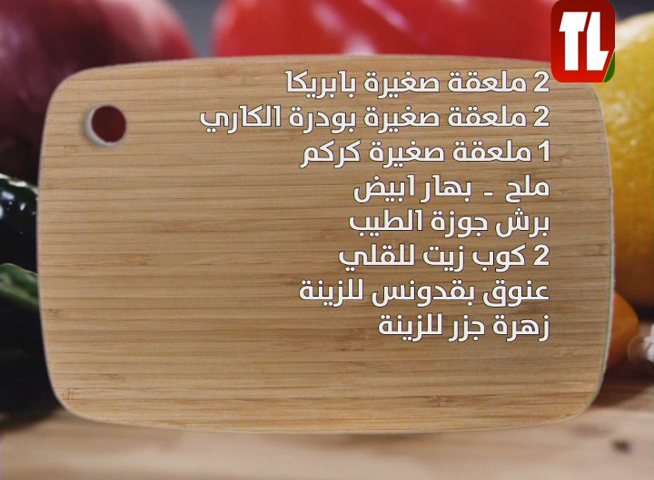 TL
2 ملعقة صغيرة بابريكا
2 ملعقة صغيرة بودرة الكاري
1 ملعقة صغيرة كركم
ملح - بهار ابيض
برش جوزة الطيب
2 كوب زيت للقلي
عنوق بقدونس للزينة
زهرة جزر للزينة